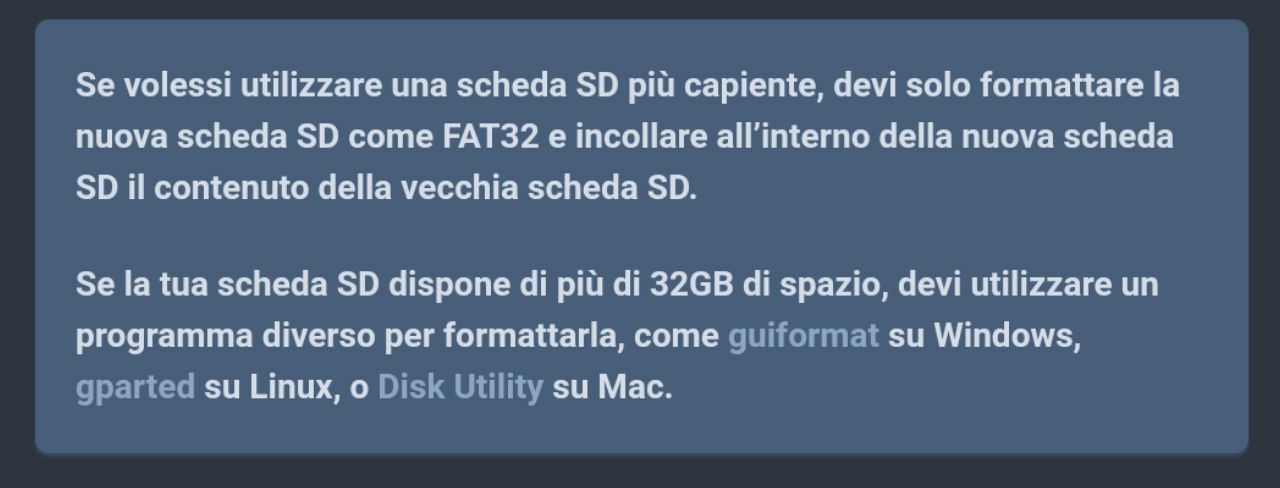 Se volessi utilizzare una scheda SD più capiente, devi solo formattare la
nuova scheda SD come FAT32 e incollare all’interno della nuova scheda
SD il contenuto della vecchia scheda SD.
Se la tua scheda SD dispone di più di 32GB di spazio, devi utilizzare un
programma diverso per formattarla, come guiformat su Windows,
gparted su Linux, o Disk Utility su Mac.